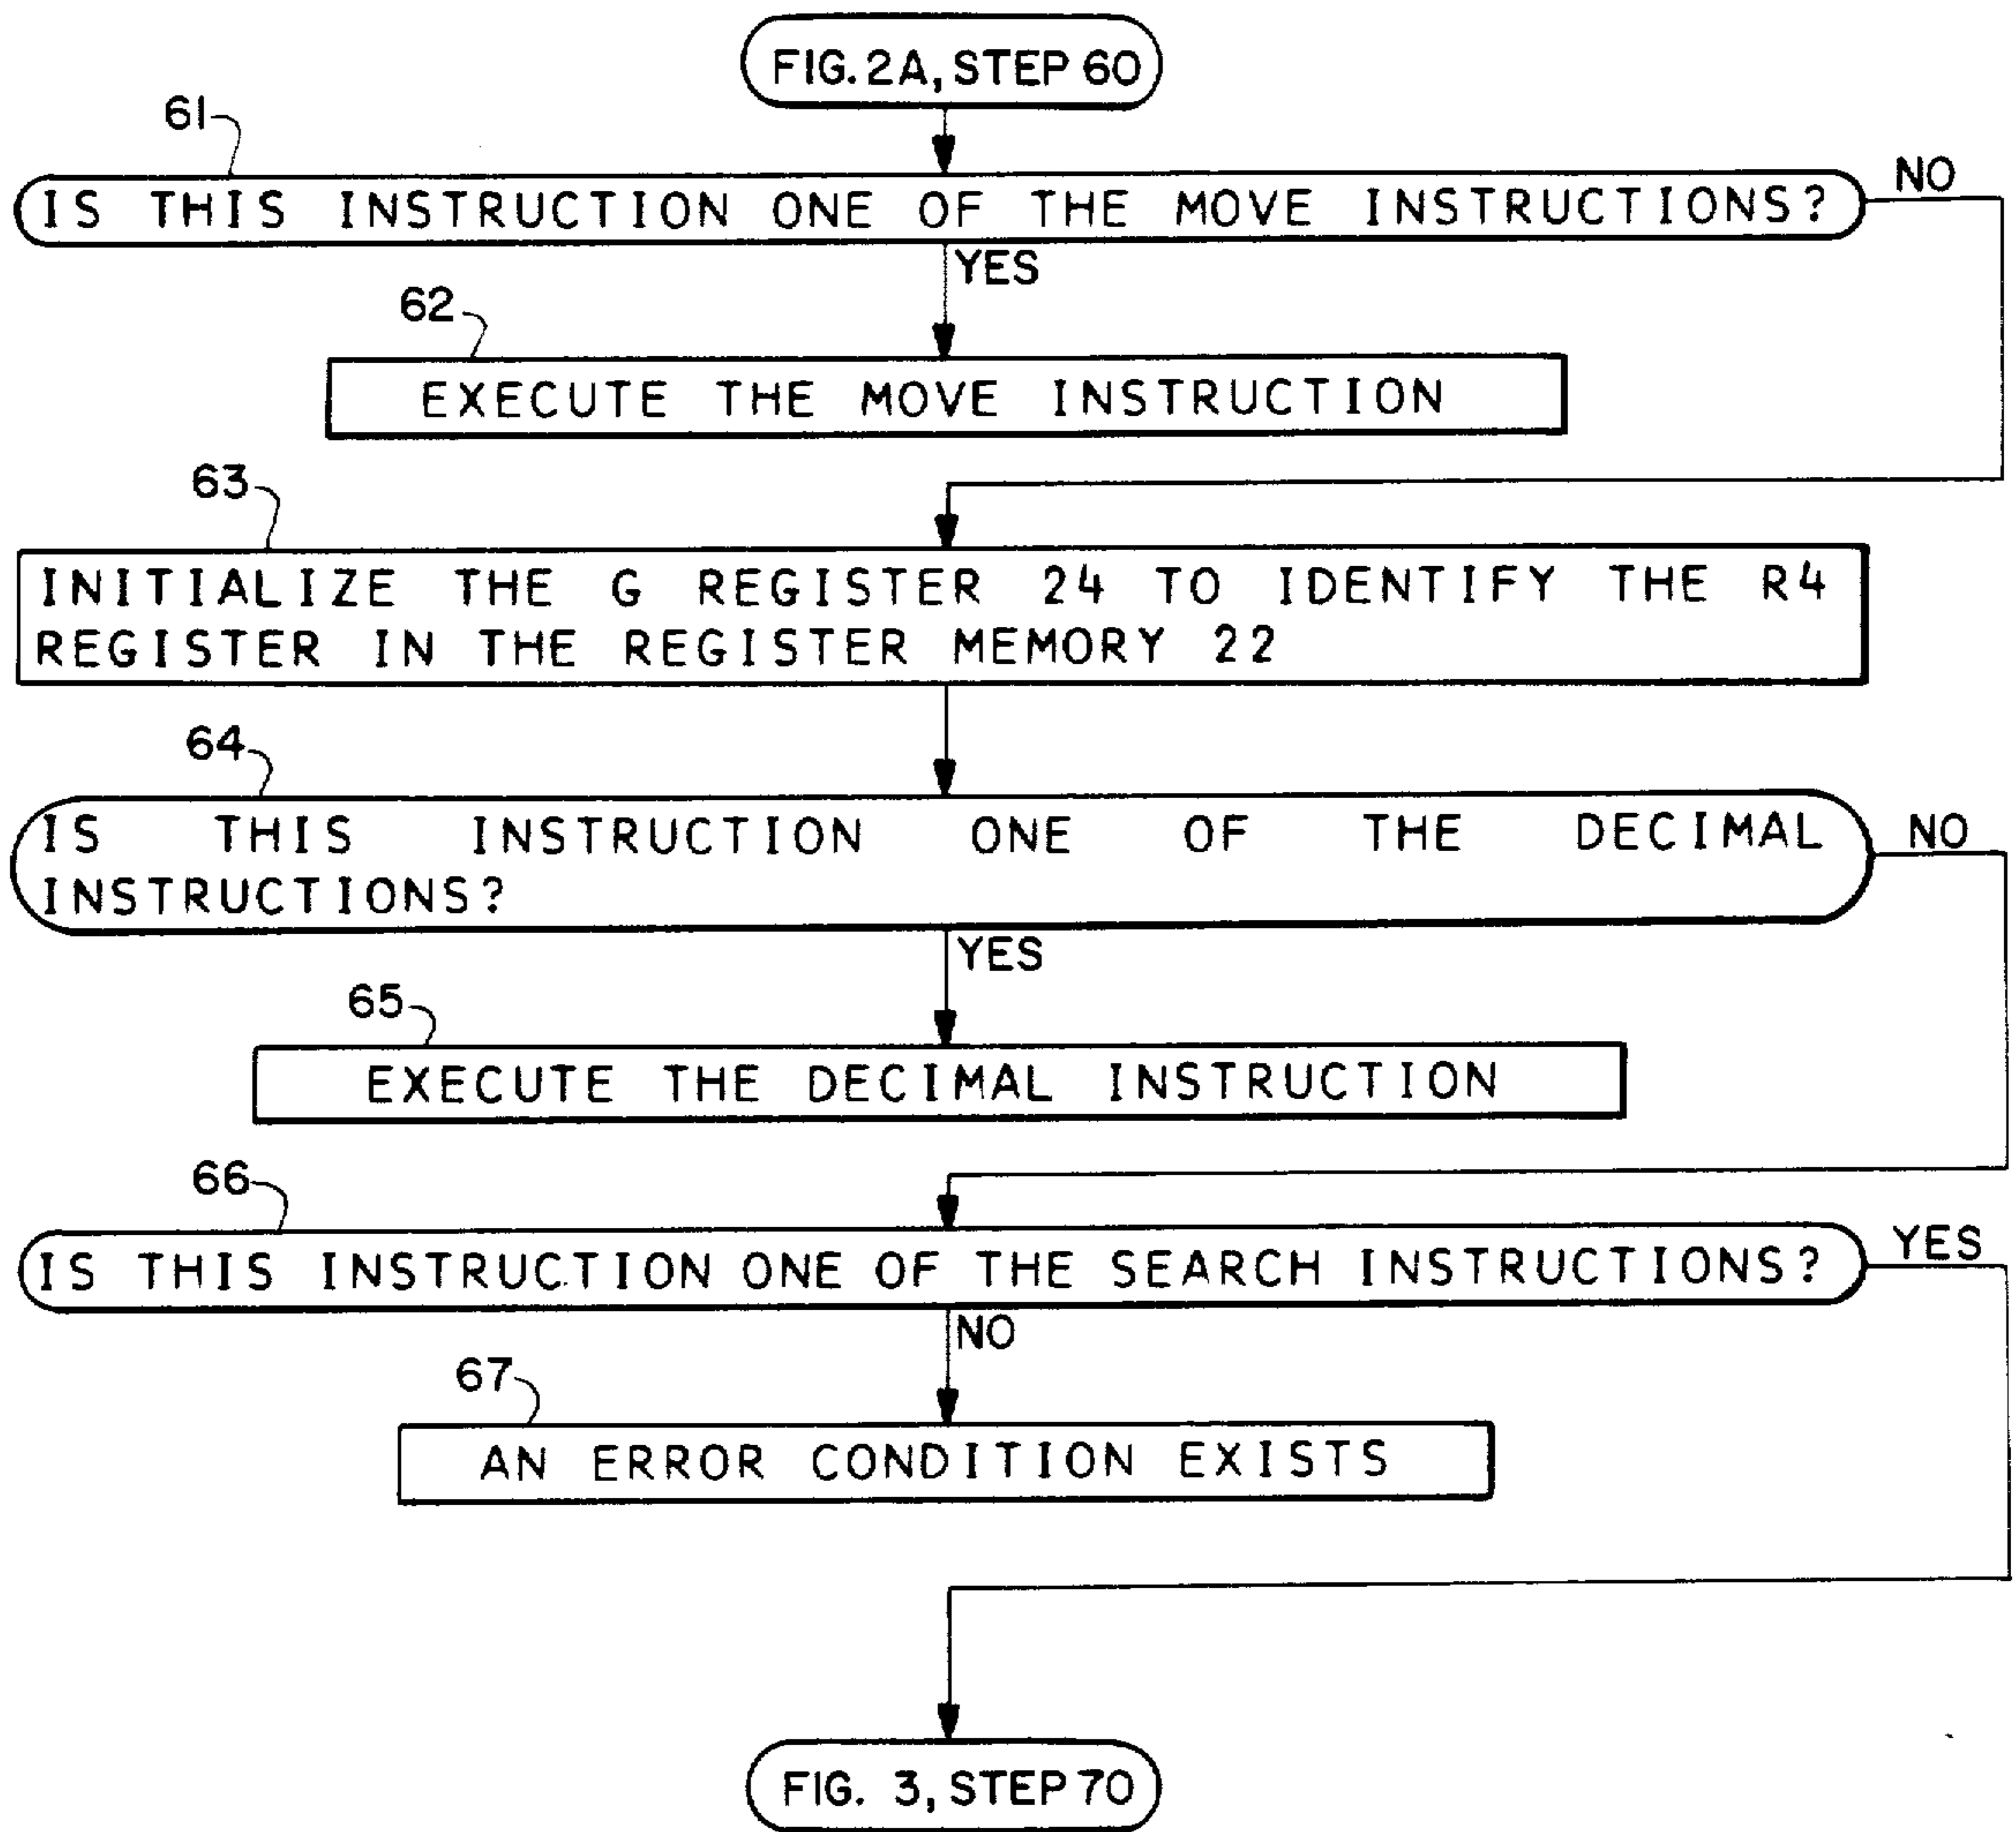 FIG. 2A, STEP 60
61
IS THIS INSTRUCTION ONE OF THE MOVE INSTRUCTIONS?
NO
YES
62
EXECUTE THE MOVE INSTRUCTION
63
INITIALIZE THE G REGISTER 24 TO IDENTIFY THE R4
REGISTER IN THE REGISTER MEMORY 22
64
IS THIS INSTRUCTION ONE OF THE DECIMAL
INSTRUCTIONS?
NO
YES
65
EXECUTE THE DECIMAL INSTRUCTION
66
IS THIS INSTRUCTION ONE OF THE SEARCH INSTRUCTIONS?
YES
NO
67
AN ERROR CONDITION EXISTS
FIG. 3, STEP 70